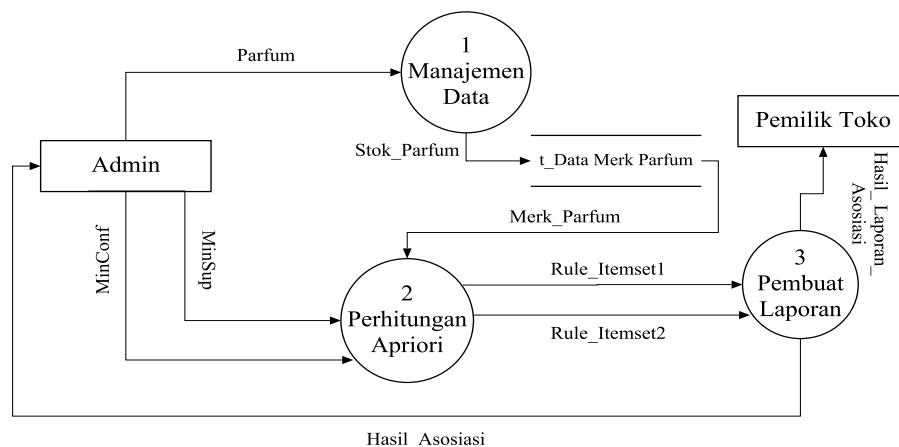 Parfum
1
Manajemen
Data
Pemilik Toko
Admin
Stok_Parfum
t_Data Merk Parfum
Hasil_Laporan_
Asosiasi
Merk_Parfum
MinConf
MinSup
2
Perhitungan
Apriori
Rule_Itemset1
Rule_Itemset2
3
Pembuat
Laporan
Hasil_Asosiasi